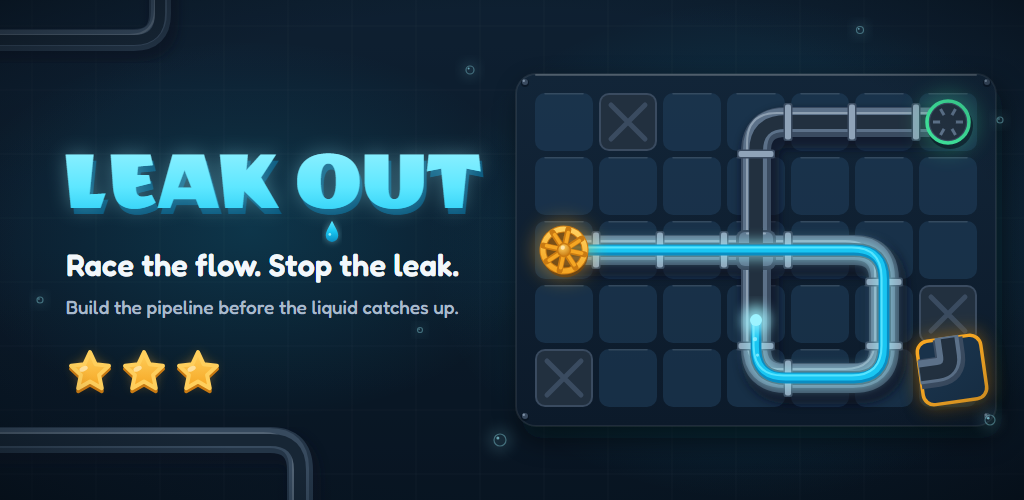 LEAK OUT
Race the flow. Stop the leak.
Build the pipeline before the liquid catches up.